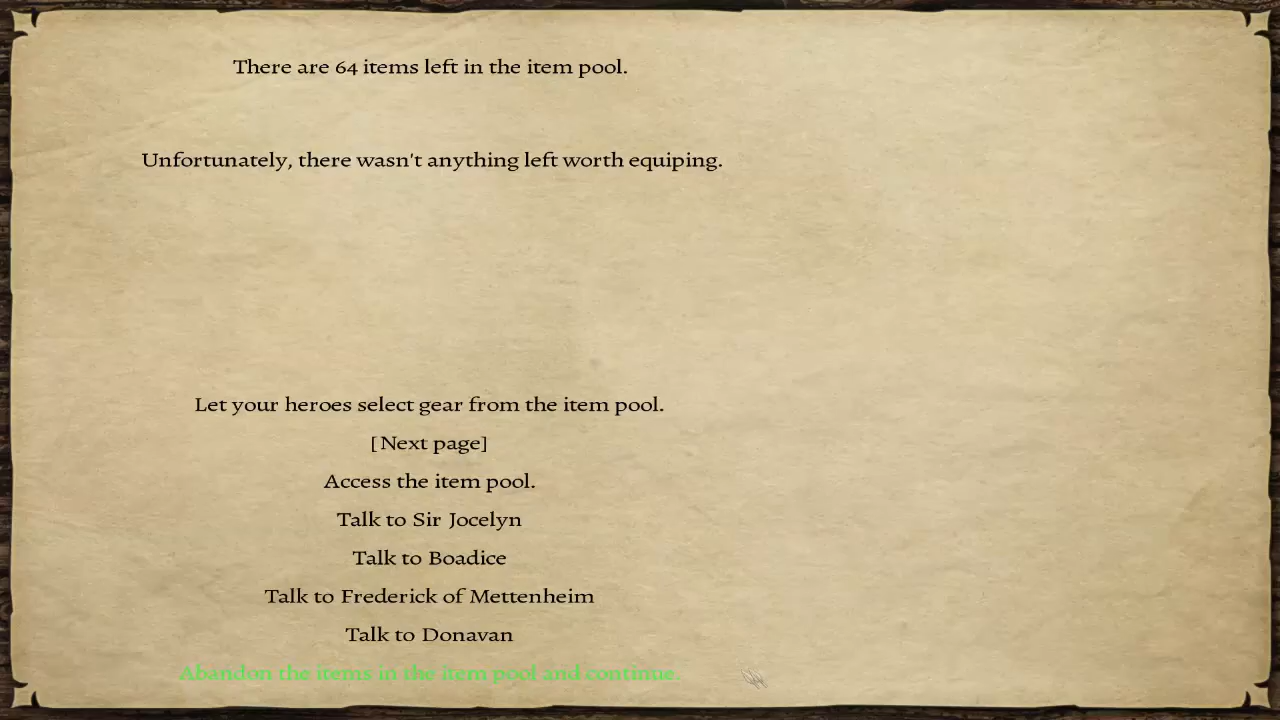 There are 64 items left in the item pool.
Unfortunately, there wasn't anything left worth equiping.
Let your heroes select gear from the item pool.
[Next page]
Access the item pool.
Talk to Sir Jocelyn
Talk to Boadice
Talk to Frederick of Mettenheim
Talk to Donavan
Abandon the items in the item pool and continue.